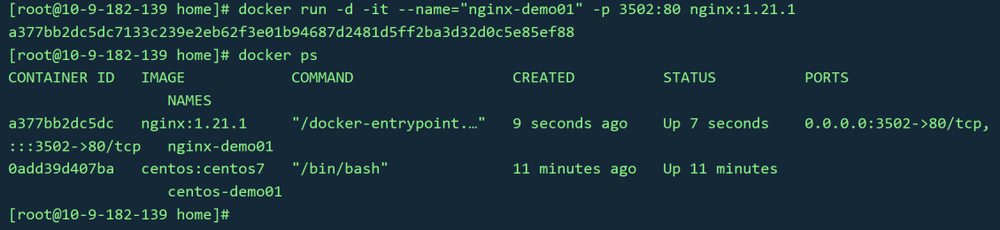 [root@10-9-182-139 home]# docker run -d -it --name="nginx-demo01" -p 3502:80 nginx:1.21.1
a377bb2dc5dc7133c239e2eb62f3e01b94687d2481d5ff2ba3d32d0c5e85ef88
[root@10-9-182-139 home]# docker ps
CONTAINER ID   IMAGE            COMMAND                  CREATED          STATUS          PORTS
                  NAMES
a377bb2dc5dc   nginx:1.21.1     "/docker-entrypoint.…"   9 seconds ago    Up 7 seconds    0.0.0.0:3502->80/tcp,
:::3502->80/tcp   nginx-demo01
0add39d407ba   centos:centos7   "/bin/bash"              11 minutes ago   Up 11 minutes
                  centos-demo01
[root@10-9-182-139 home]#